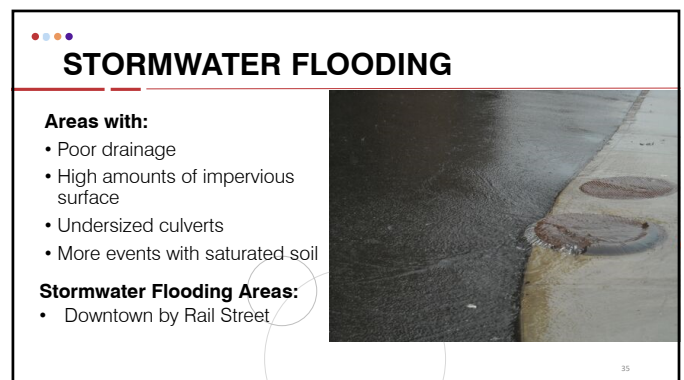 STORMWATER FLOODING
Areas with:
• Poor drainage
• High amounts of impervious
surface
• Undersized culverts
• More events with saturated soil
Stormwater Flooding Areas:
• Downtown by Rail Street
35